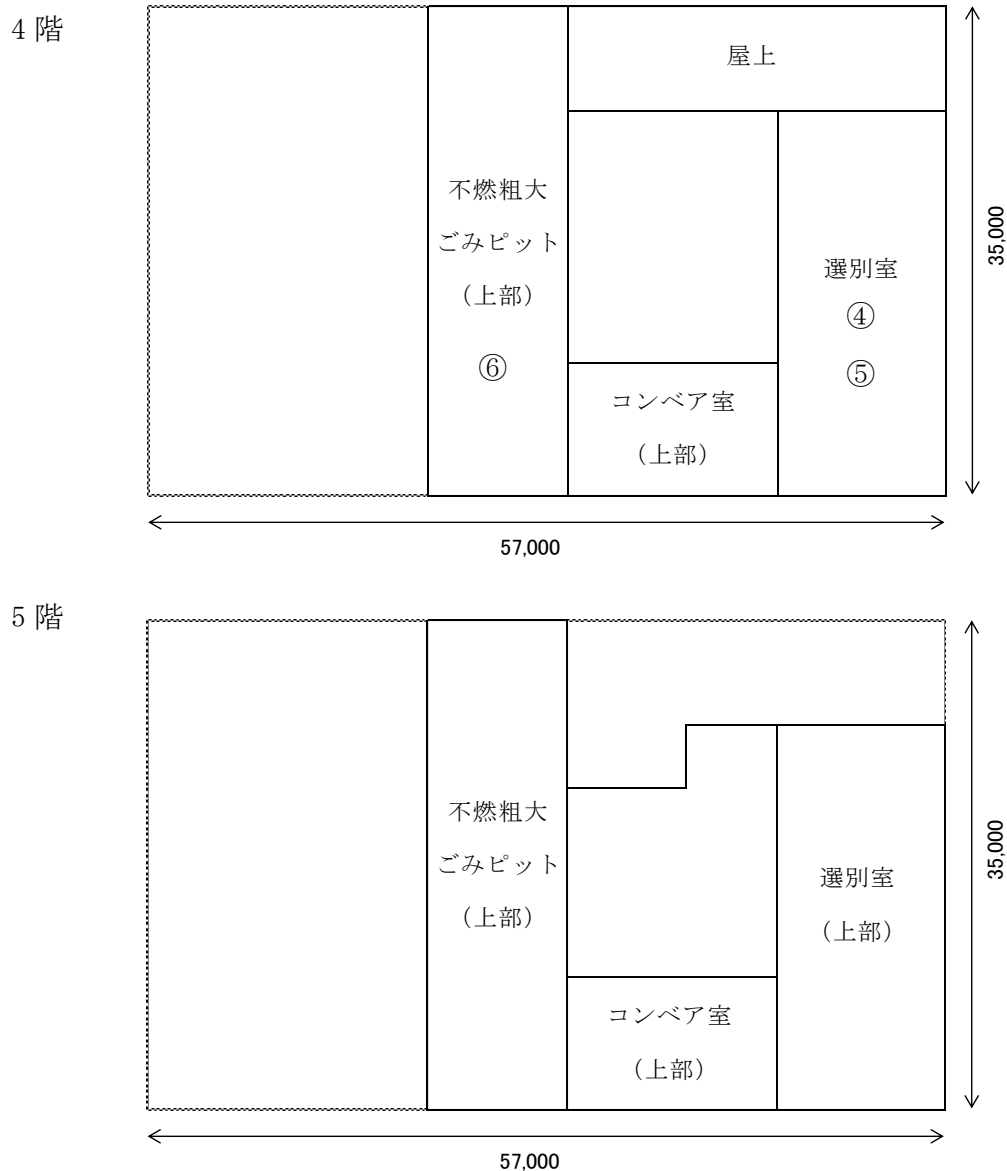 4 階
屋上
不燃粗大
ごみピット
（上部）
⑥
選別室
④
⑤
コンベア室
（上部）
35,000
57,000
5 階
不燃粗大
ごみピット
（上部）
選別室
（上部）
コンベア室
（上部）
35,000
57,000